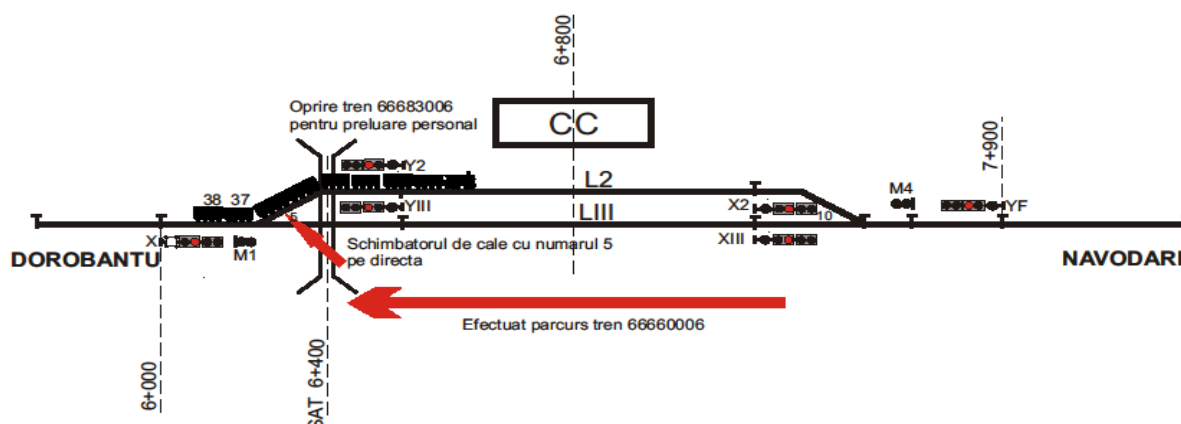 6+800
Oprire tren 66683006
pentru preluare personal
CC
7+900
Y2
38 37
L2
M4
YIII
X2
10
YF
5
LIII
X
M1
Schimbatorul de cale cu numarul 5
pe directa
XIII
DOROBANTU
NAVODARI
Efectuat parcurs tren 66660006
6+000
SAT 6+400